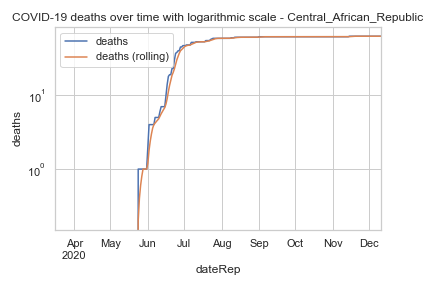 COVID-19 deaths over time with logarithmic scale - Central_African_Republic
deaths
deaths (rolling)
10¹
10⁰
deaths
Apr
2020
May
Jun
Jul
Aug
Sep
Oct
Nov
Dec
dateRep